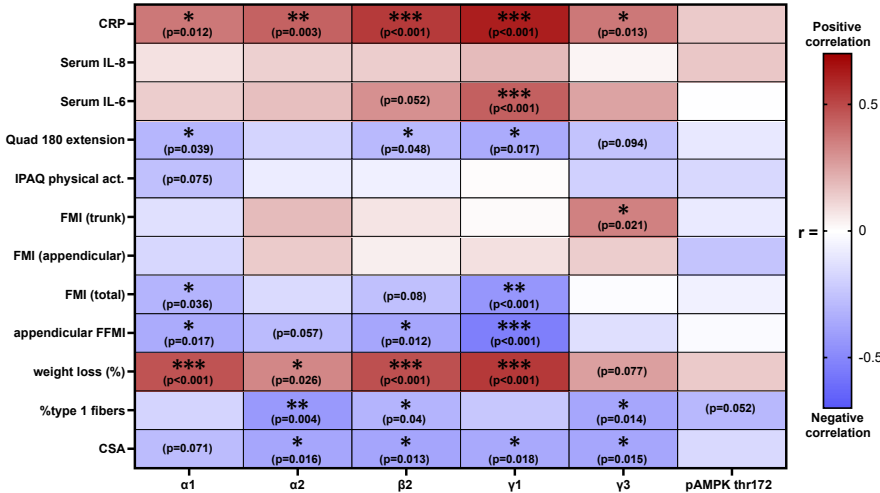 CRP
* ** *** *** *
(p=0.012) (p=0.003) (p<0.001) (p<0.001) (p=0.013)
Serum IL-8
Serum IL-6
***
(p=0.052) (p<0.001)
Quad 180 extension
* * *
(p=0.039) (p=0.048) (p=0.017) (p=0.094)
IPAQ physical act.
(p=0.075)
FMI (trunk)
*
(p=0.021)
FMI (appendicular)
FMI (total)
* **
(p=0.036) (p=0.08) (p<0.001)
appendicular FFMI
* * ***
(p=0.017) (p=0.057) (p=0.012) (p<0.001)
weight loss (%)
*** * *** ***
(p<0.001) (p=0.026) (p<0.001) (p<0.001) (p=0.077)
%type 1 fibers
** * *
(p=0.004) (p=0.04) (p=0.014) (p=0.052)
CSA
* * * *
(p=0.071) (p=0.016) (p=0.013) (p=0.018) (p=0.015)
α1 α2 β2 γ1 γ3 pAMPK thr172
Positive
correlation
0.5
r = 0
-0.5
Negative
correlation